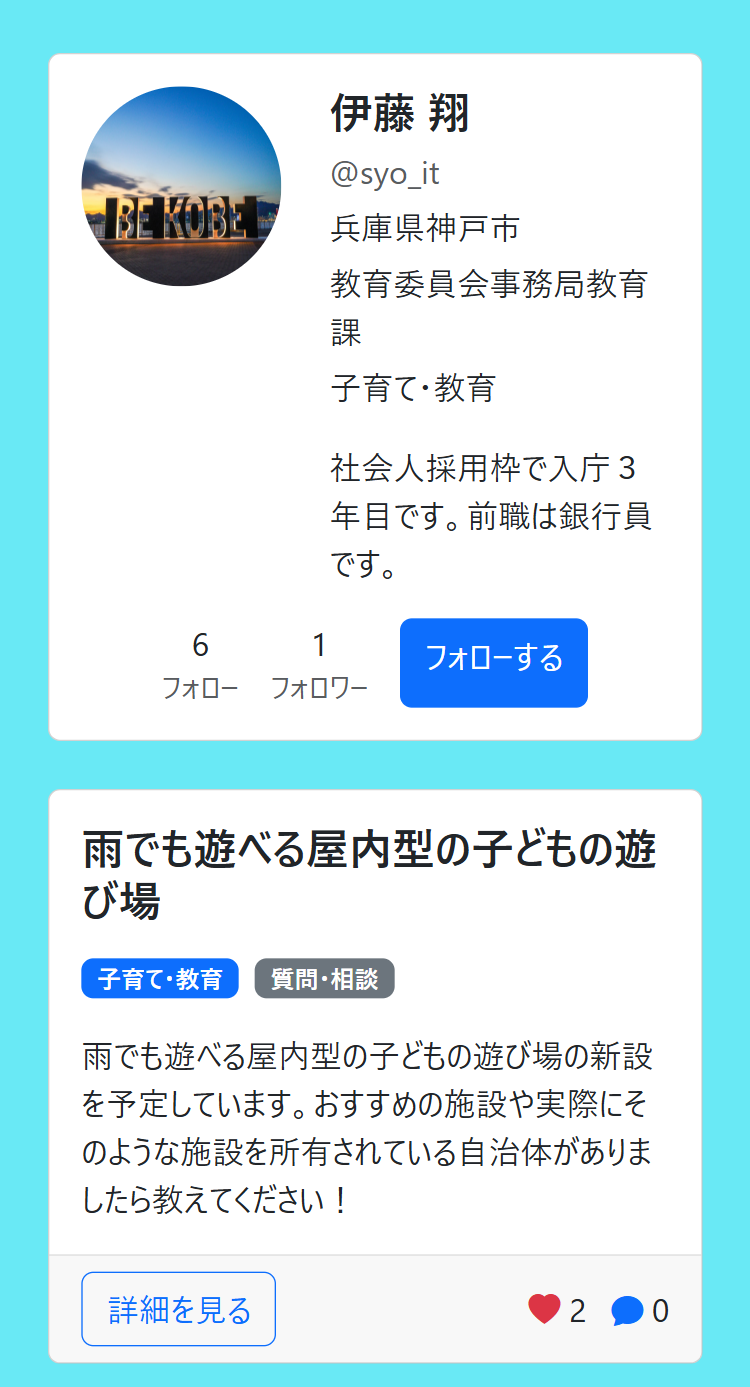 BE KOBE
伊藤 翔
@syo_it
兵庫県神戸市
教育委員会事務局教育
課
子育て・教育
社会人採用枠で入庁３
年目です。前職は銀行員
です。
6 1 フォローする
フォロー フォロワー
雨でも遊べる屋内型の子どもの遊
び場
子育て・教育 質問・相談
雨でも遊べる屋内型の子どもの遊び場の新設
を予定しています。おすすめの施設や実際にそ
のような施設を所有されている自治体がありま
したら教えてください！
詳細を見る 2 0